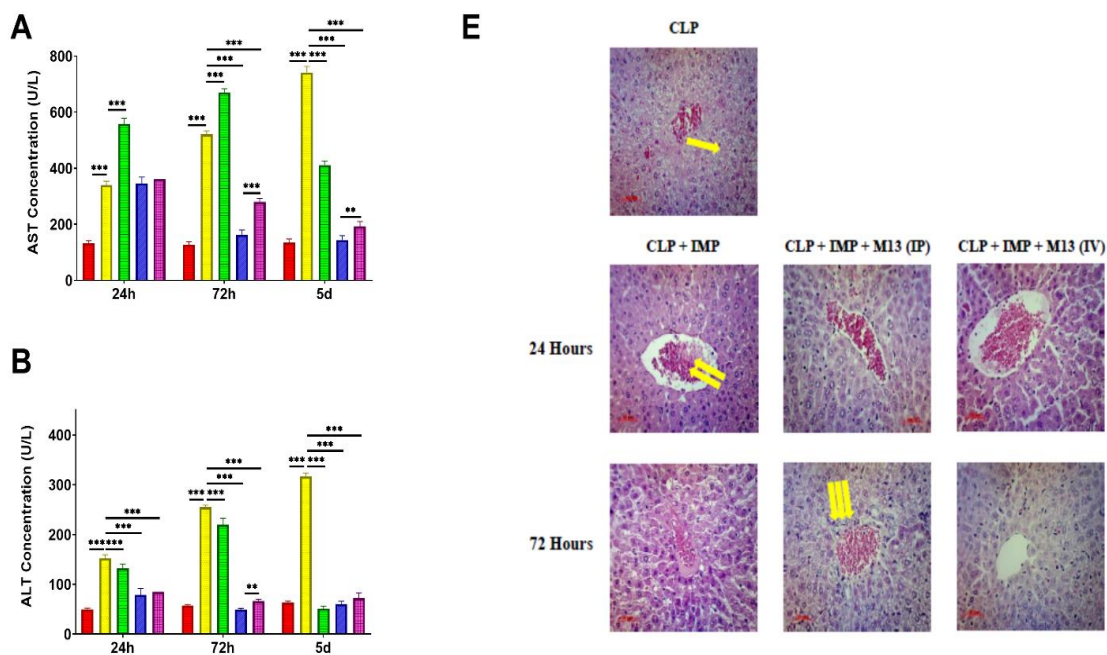 A
AST Concentration (U/L)
800
600
400
200
0
***
***
***
***
***
***
***
***
***
***
***
***
**
24h
72h
5d
B
ALT Concentration (U/L)
400
300
200
100
0
***
***
***
***
***
***
***
***
**
***
***
***
***
24h
72h
5d
E
CLP
CLP + IMP
CLP + IMP + M13 (IP)
CLP + IMP + M13 (IV)
24 Hours
72 Hours